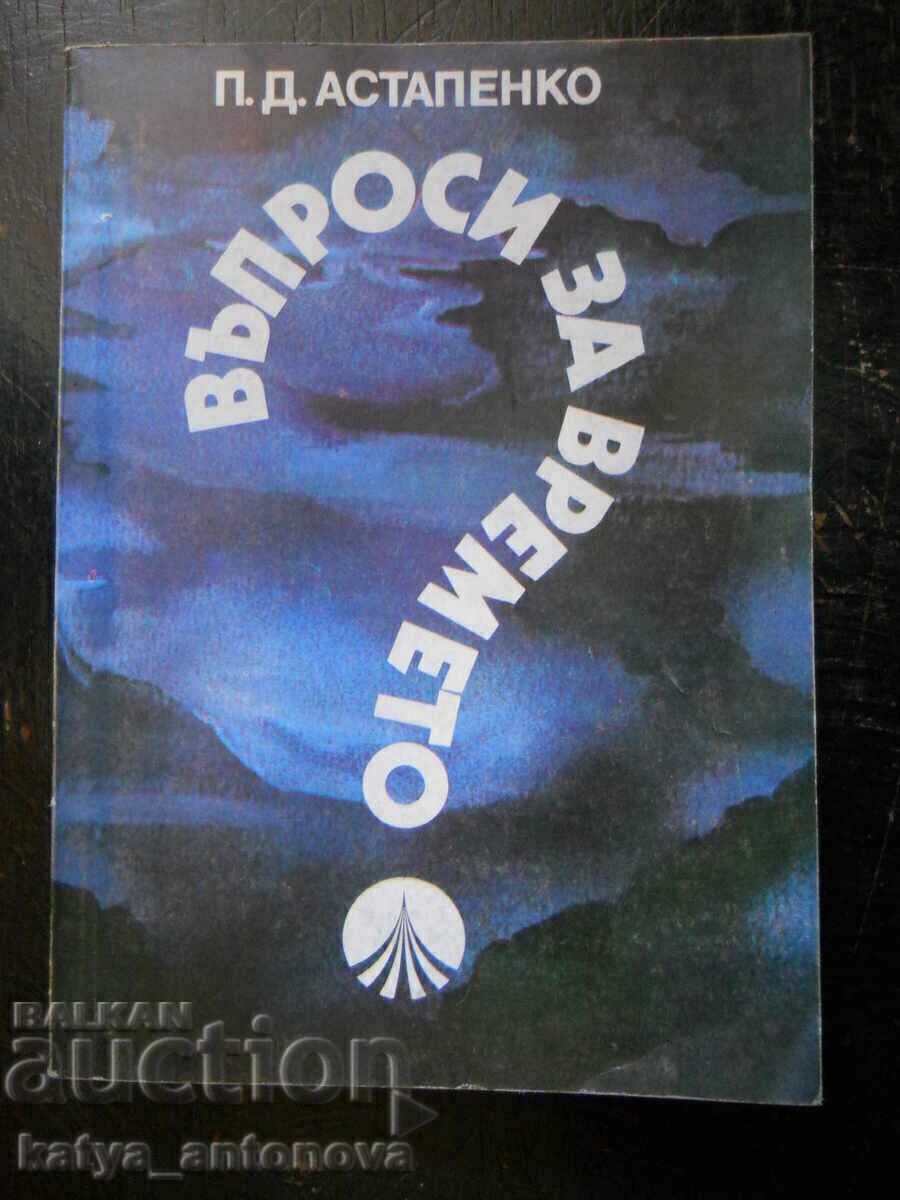 П. Д. АСТАПЕНКО
ВЪПРОСИ ЗА ВРЕМЕТО
BALKAN
auction
katya_antonova